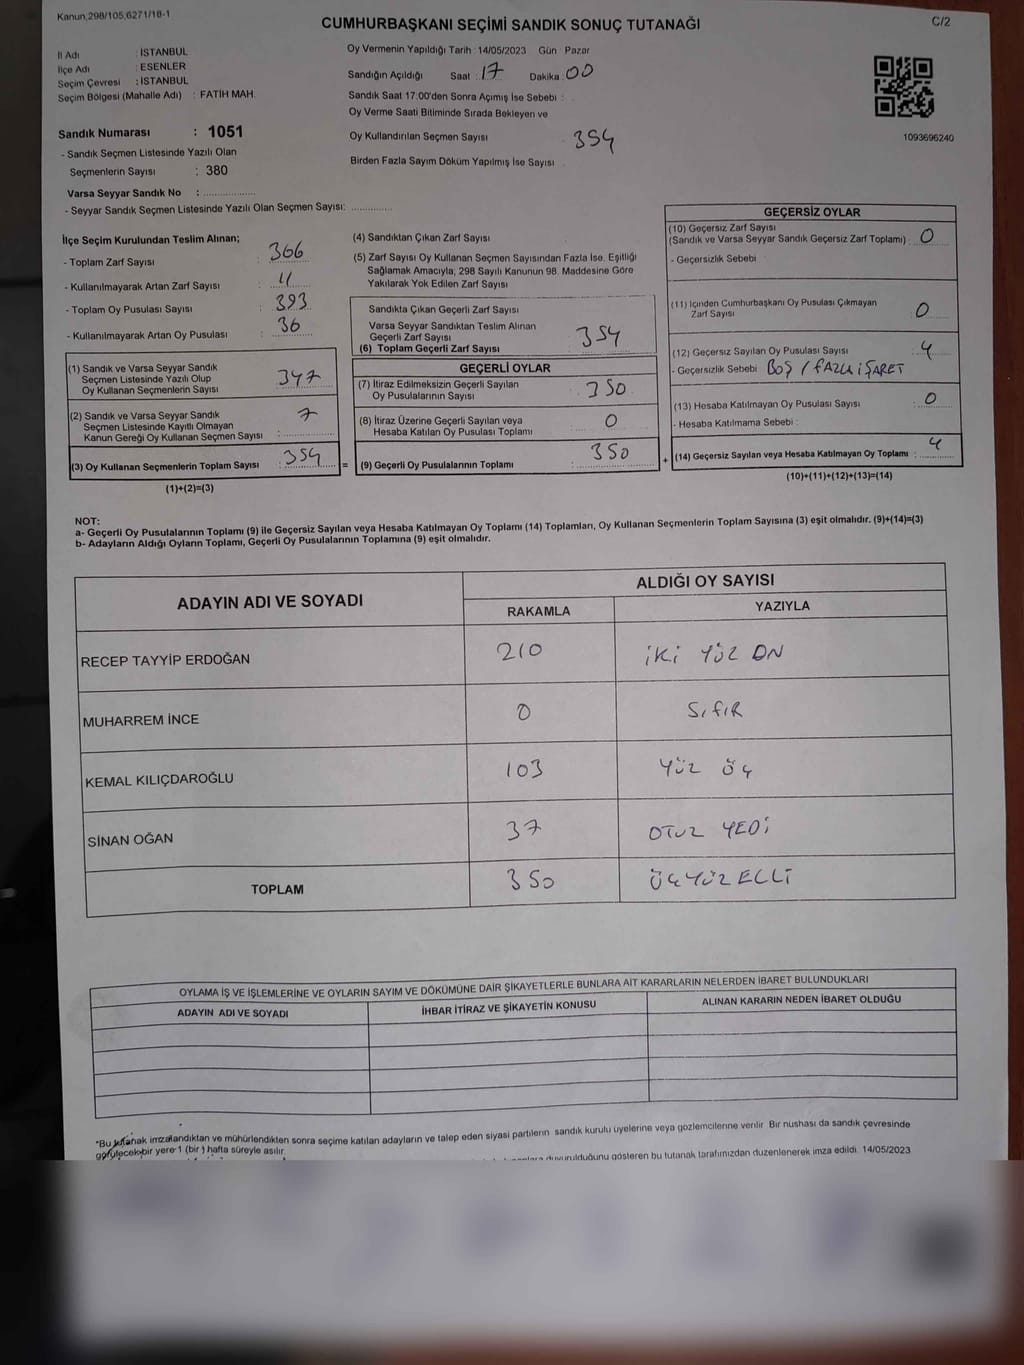 Kanun,298/105,6271/18-1
CUMHURBAŞKANI SEÇİMİ SANDIK SONUÇ TUTANAĞI
C/2
İl Adı : İSTANBUL
İlçe Adı : ESENLER
Seçim Çevresi : İSTANBUL
Seçim Bölgesi (Mahalle Adı) : FATİH MAH.
Sandık Numarası : 1051
- Sandık Seçmen Listesinde Yazılı Olan
Seçmenlerin Sayısı : 380
Varsa Seyyar Sandık No : ..................
- Seyyar Sandık Seçmen Listesinde Yazılı Olan Seçmen Sayısı: ..............
Oy Vermenin Yapıldığı Tarih : 14/05/2023 Gün Pazar
Sandığın Açıldığı Saat : 17 Dakika : 00
Sandık Saat 17:00'den Sonra Açımış İse Sebebi :
Oy Verme Saati Bitiminde Sırada Bekleyen ve
Oy Kullandırılan Seçmen Sayısı 354
Birden Fazla Sayım Döküm Yapılmış İse Sayısı
1093696240
İlçe Seçim Kurulundan Teslim Alınan;
- Toplam Zarf Sayısı : 366
- Kullanılmayarak Artan Zarf Sayısı : 11
- Toplam Oy Pusulası Sayısı : 393
- Kullanılmayarak Artan Oy Pusulası : 36
(1) Sandık ve Varsa Seyyar Sandık
Seçmen Listesinde Yazılı Olup
Oy Kullanan Seçmenlerin Sayısı : 347
(2) Sandık ve Varsa Seyyar Sandık
Seçmen Listesinde Kayıtlı Olmayan
Kanun Gereği Oy Kullanan Seçmen Sayısı : 7
(3) Oy Kullanan Seçmenlerin Toplam Sayısı : 354
(1)+(2)=(3)
(4) Sandıktan Çıkan Zarf Sayısı
(5) Zarf Sayısı Oy Kullanan Seçmen Sayısından Fazla İse, Eşitliği
Sağlamak Amacıyla; 298 Sayılı Kanunun 98. Maddesine Göre
Yakılarak Yok Edilen Zarf Sayısı
Sandıkta Çıkan Geçerli Zarf Sayısı
Varsa Seyyar Sandıktan Teslim Alınan
Geçerli Zarf Sayısı
(6) Toplam Geçerli Zarf Sayısı : 354
GEÇERLİ OYLAR
(7) İtiraz Edilmeksizin Geçerli Sayılan
Oy Pusulalarının Sayısı : 350
(8) İtiraz Üzerine Geçerli Sayılan veya
Hesaba Katılan Oy Pusulası Toplamı : 0
= (9) Geçerli Oy Pusulalarının Toplamı : 350
GEÇERSİZ OYLAR
(10) Geçersiz Zarf Sayısı
(Sandık ve Varsa Seyyar Sandık Geçersiz Zarf Toplamı) : 0
- Geçersizlik Sebebi
(11) İçinden Cumhurbaşkanı Oy Pusulası Çıkmayan
Zarf Sayısı 0
(12) Geçersiz Sayılan Oy Pusulası Sayısı : 4
- Geçersizlik Sebebi : BOŞ / FAZLA İŞARET
(13) Hesaba Katılmayan Oy Pusulası Sayısı : 0
- Hesaba Katılmama Sebebi :
+ (14) Geçersiz Sayılan veya Hesaba Katılmayan Oy Toplamı : 4
(10)+(11)+(12)+(13)=(14)
NOT:
a- Geçerli Oy Pusulalarının Toplamı (9) ile Geçersiz Sayılan veya Hesaba Katılmayan Oy Toplamı (14) Toplamları, Oy Kullanan Seçmenlerin Toplam Sayısına (3) eşit olmalıdır. (9)+(14)=(3)
b- Adayların Aldığı Oyların Toplamı, Geçerli Oy Pusulalarının Toplamına (9) eşit olmalıdır.
ADAYIN ADI VE SOYADI
ALDIĞI OY SAYISI
RAKAMLA YAZIYLA
RECEP TAYYİP ERDOĞAN 210 İKİ YÜZ ON
MUHARREM İNCE 0 SIFIR
KEMAL KILIÇDAROĞLU 103 YÜZ ÜÇ
SİNAN OĞAN 37 OTUZ YEDİ
TOPLAM 350 ÜÇYÜZ ELLİ
OYLAMA İŞ VE İŞLEMLERİNE VE OYLARIN SAYIM VE DÖKÜMÜNE DAİR ŞİKAYETLERLE BUNLARA AİT KARARLARIN NELERDEN İBARET BULUNDUKLARI
ADAYIN ADI VE SOYADI İHBAR İTİRAZ VE ŞİKAYETİN KONUSU ALINAN KARARIN NEDEN İBARET OLDUĞU
*Bu tutanak imzalandıktan ve mühürlendikten sonra seçime katılan adayların ve talep eden siyasi partilerin sandık kurulu üyelerine veya gözlemcilerine verilir. Bir nushası da sandık çevresinde
görülecek bir yere 1 (bir) hafta süreyle asılır.
duyurulduğunu gösteren bu tutanak tarafımızdan düzenlenerek imza edildi. 14/05/2023